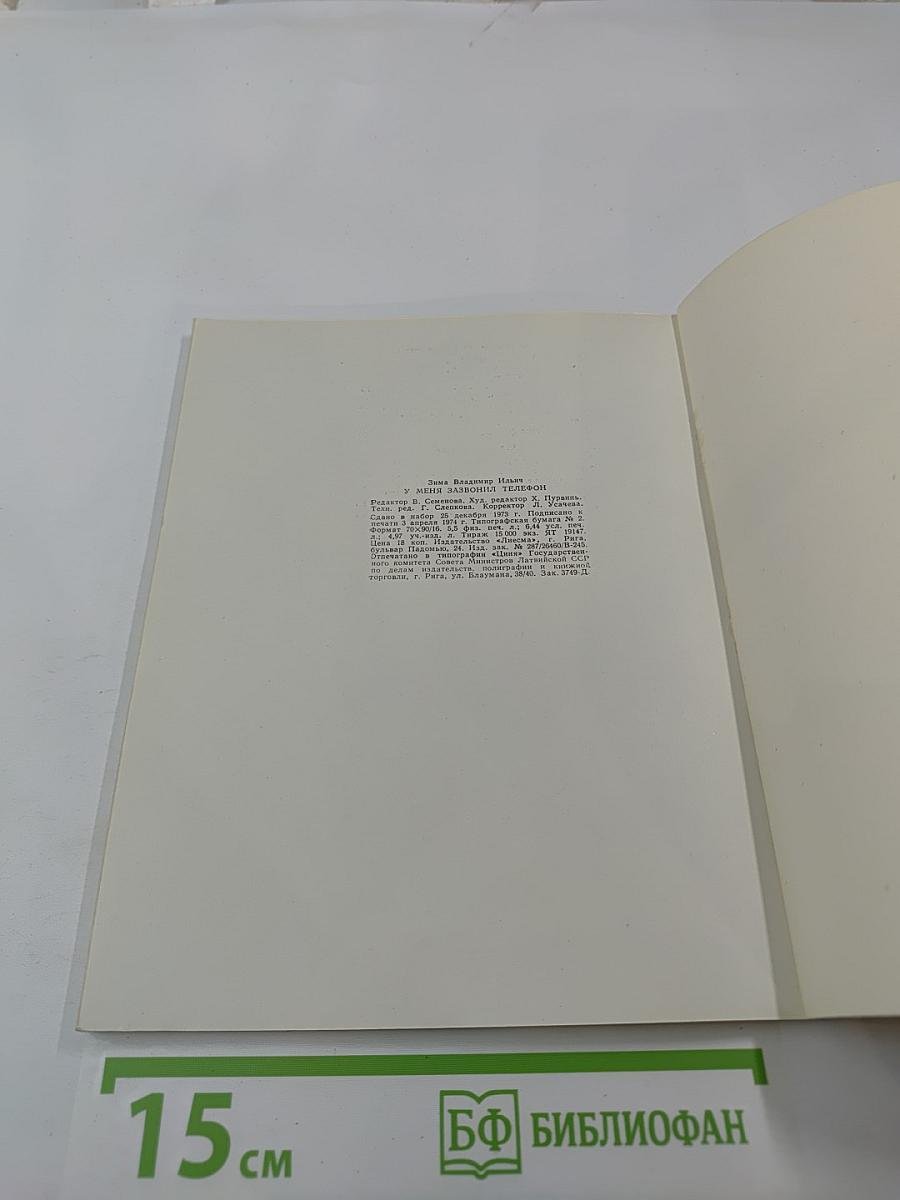 Зима Владимир Ильич
У МЕНЯ ЗАЗВОНИЛ ТЕЛЕФОН
Редактор В. Семенова. Худ. редактор Х. Пуринь.
Техн. ред. Г. Слепкова. Корректор Л. Усачева.
Сдано в набор 25 декабря 1973 г. Подписано к
печати 3 апреля 1974 г. Типографская бумага № 2.
Формат 70×90/16. 5,5 физ. печ. л.; 6,44 усл. печ.
л.; 4,97 уч.-изд. л. Тираж 15 000 экз. ЯТ 19147.
Цена 18 коп. Издательство «Лиесма», г. Рига,
бульвар Падомью, 24. Изд. зак. № 287/26460/В-245.
Отпечатано в типографии «Циня» Государствен-
ного комитета Совета Министров Латвийской ССР
по делам издательств, полиграфии и книжной
торговли, г. Рига, ул. Блаумана, 38/40. Зак. 3749-Д.
15 см
БФ БИБЛИОФАН